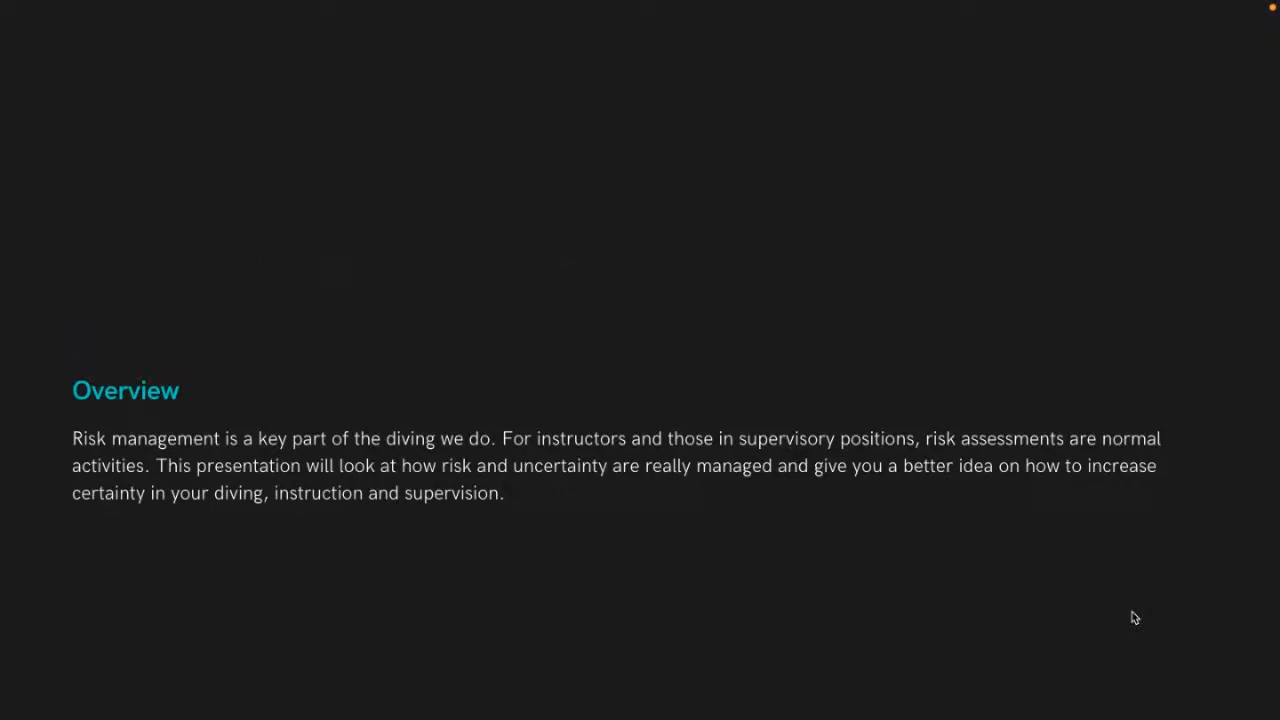 Overview
Risk management is a key part of the diving we do. For instructors and those in supervisory positions, risk assessments are normal
activities. This presentation will look at how risk and uncertainty are really managed and give you a better idea on how to increase
certainty in your diving, instruction and supervision.